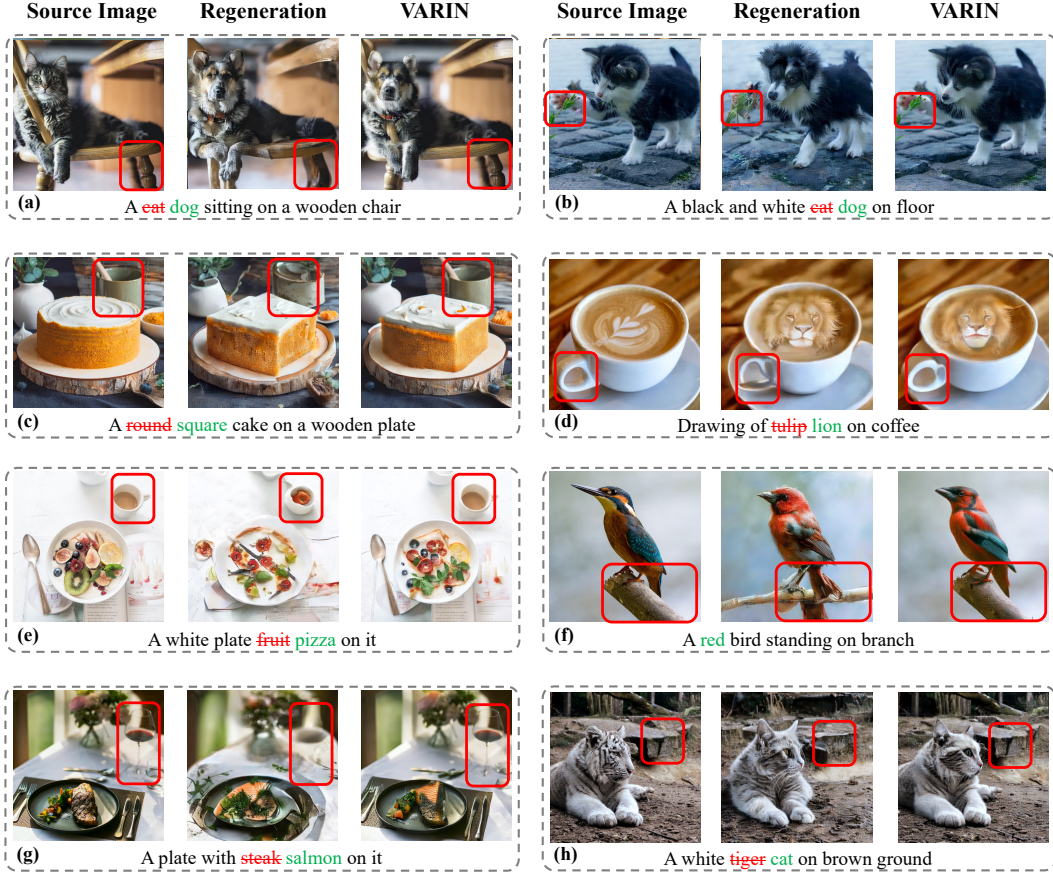 Source Image Regeneration VARIN Source Image Regeneration VARIN
(a)
A cat dog sitting on a wooden chair
(b)
A black and white cat dog on floor
(c)
A round square cake on a wooden plate
(d)
Drawing of tulip lion on coffee
(e)
A white plate fruit pizza on it
(f)
A red bird standing on branch
(g)
A plate with steak salmon on it
(h)
A white tiger cat on brown ground